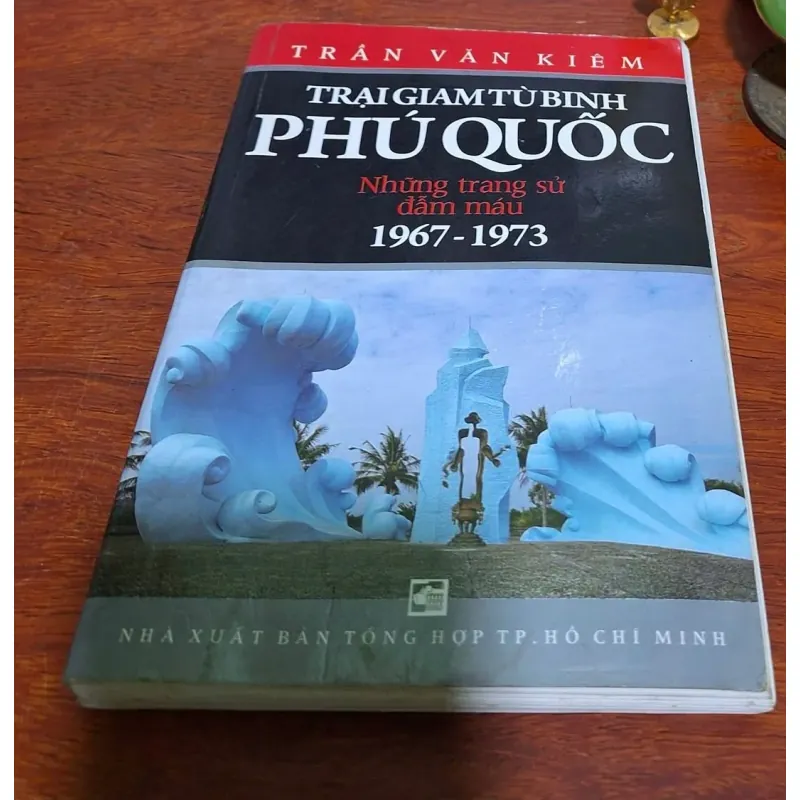 TRẦN VĂN KIÊM
TRẠI GIAM TÙ BINH
PHÚ QUỐC
Những trang sử
đẫm máu
1967 - 1973
NHÀ XUẤT BẢN TỔNG HỢP TP. HỒ CHÍ MINH